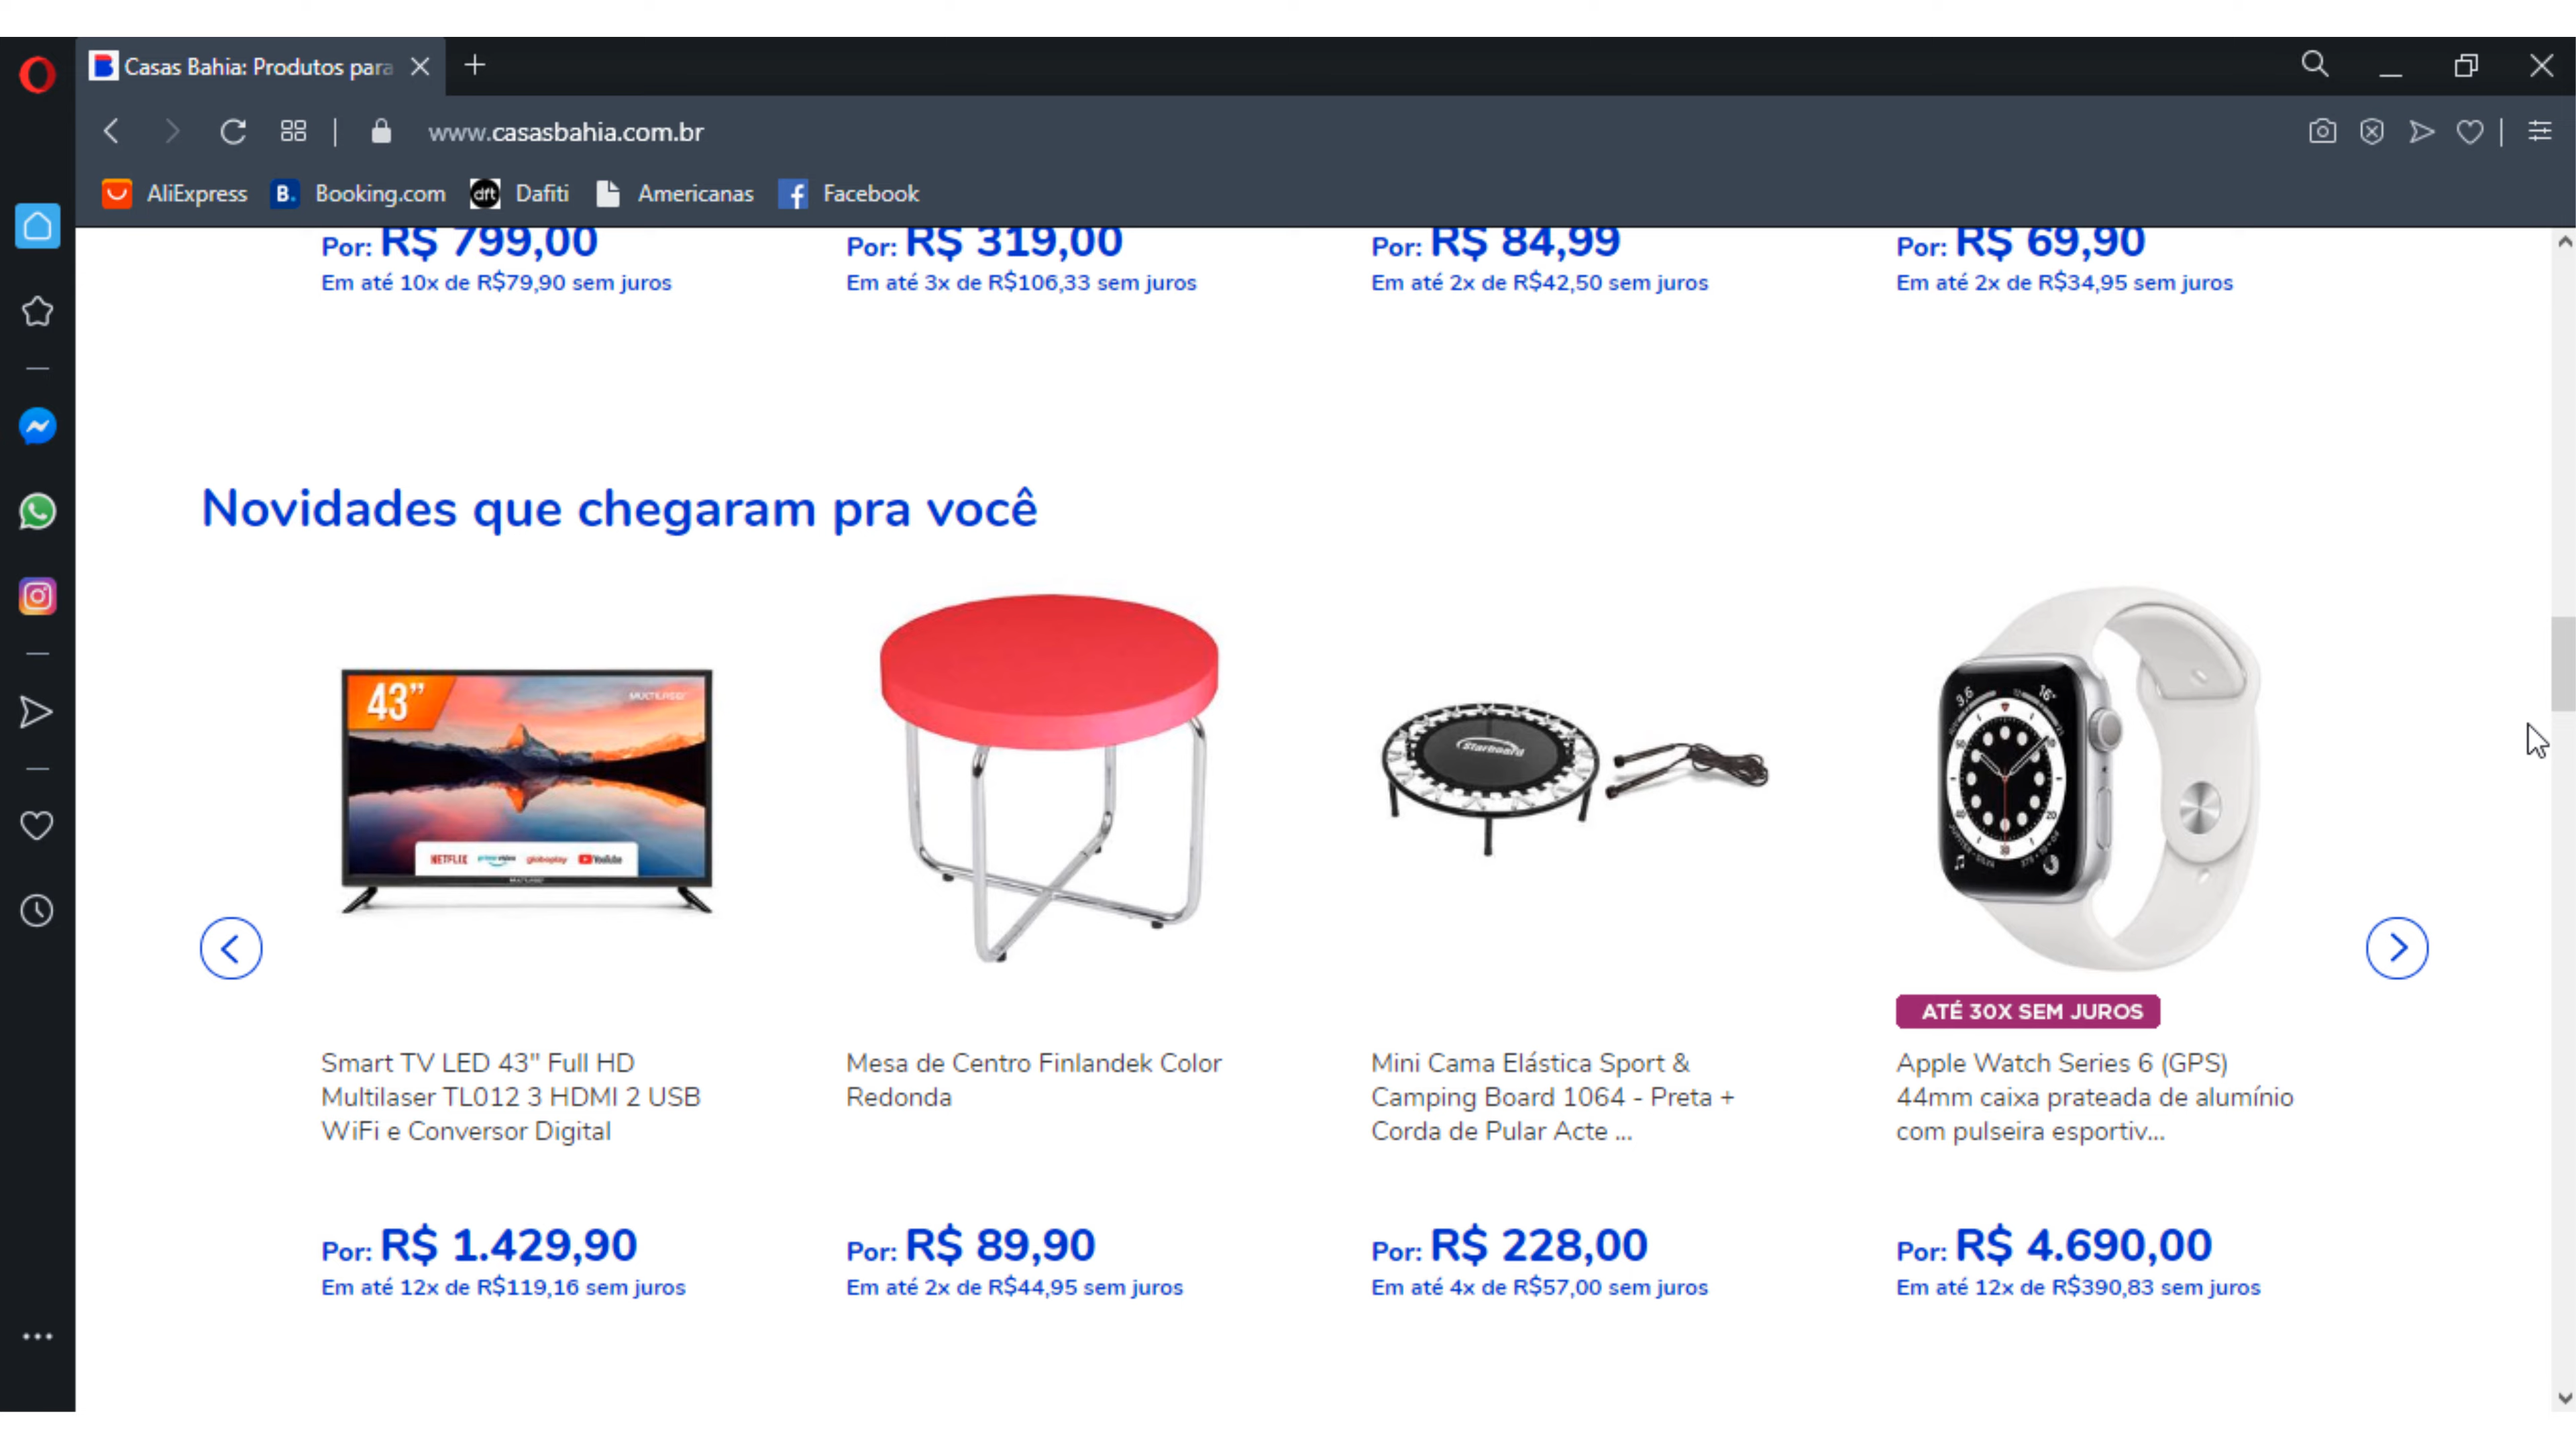 Casas Bahia: Produtos para
www.casasbahia.com.br
AliExpress
B. Booking.com
dft Dafiti
Americanas
Facebook
Por: R$ 799,00
Em até 10x de R$79,90 sem juros
Por: R$ 319,00
Em até 3x de R$106,33 sem juros
Por: R$ 84,99
Em até 2x de R$42,50 sem juros
Por: R$ 69,90
Em até 2x de R$34,95 sem juros
Novidades que chegaram pra você
43”
MULTILASER
NETFLIX prime video globoplay YouTube
Starboard
ATÉ 30X SEM JUROS
Smart TV LED 43" Full HD
Multilaser TL012 3 HDMI 2 USB
WiFi e Conversor Digital
Por: R$ 1.429,90
Em até 12x de R$119,16 sem juros
Mesa de Centro Finlandek Color
Redonda
Por: R$ 89,90
Em até 2x de R$44,95 sem juros
Mini Cama Elástica Sport &
Camping Board 1064 - Preta +
Corda de Pular Acte ...
Por: R$ 228,00
Em até 4x de R$57,00 sem juros
Apple Watch Series 6 (GPS)
44mm caixa prateada de alumínio
com pulseira esportiv...
Por: R$ 4.690,00
Em até 12x de R$390,83 sem juros